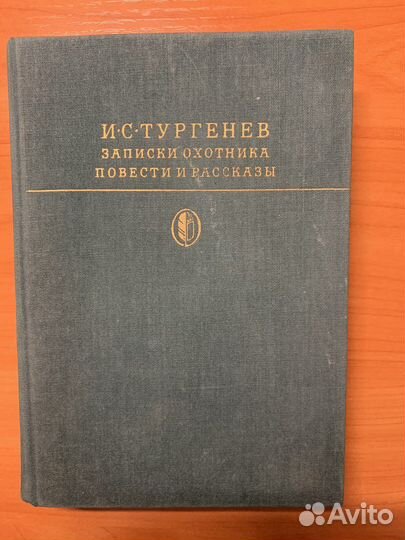 И·С·ТУРГЕНЕВ
ЗАПИСКИ ОХОТНИКА
ПОВЕСТИ И РАССКАЗЫ
Avito